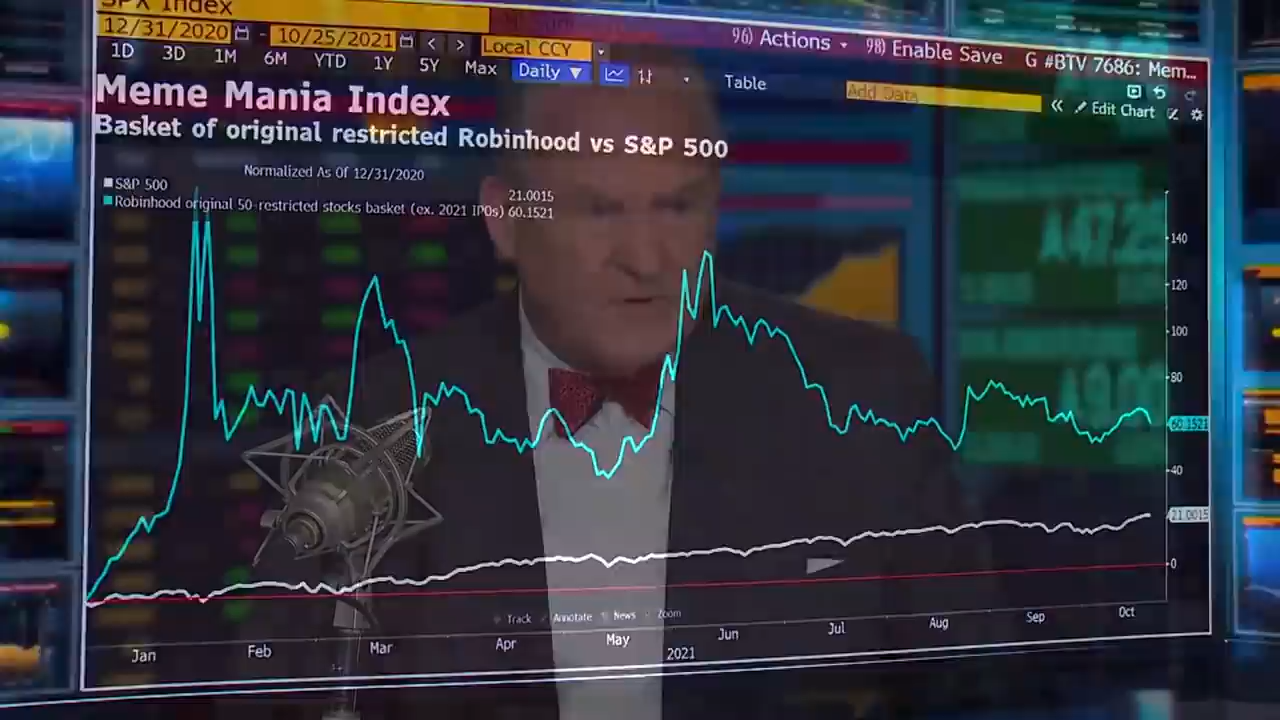 SPX Index
12/31/2020 - 10/25/2021 < > Local CCY
96) Actions 98) Enable Save G #BTV 7686: Mem...
1D 3D 1M 6M YTD 1Y 5Y Max Daily ▼ Table
Add Data
« Edit Chart
Meme Mania Index
Basket of original restricted Robinhood vs S&P 500
Normalized As Of 12/31/2020
S&P 500 21.0015
Robinhood original 50-restricted stocks basket (ex. 2021 IPOs) 60.1521
140
120
100
80
60.1521
40
21.0015
0
Track Annotate News Zoom
Jan Feb Mar Apr May Jun Jul Aug Sep Oct
2021